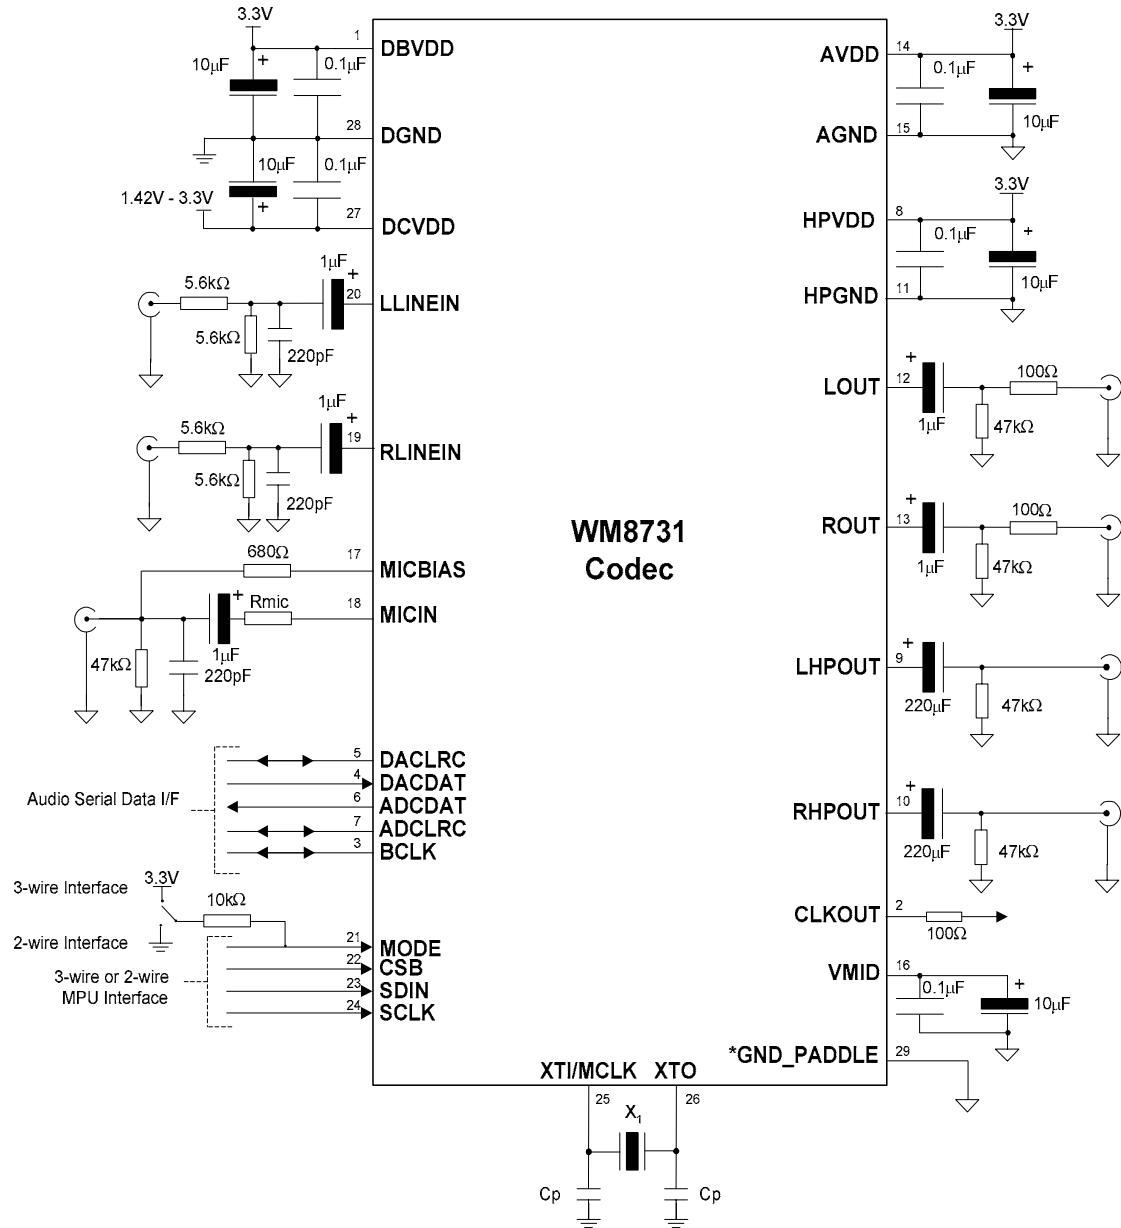 3.3V
1
DBVDD
10µF
+
0.1µF
28
DGND
10µF
0.1µF
1.42V - 3.3V
+
27
DCVDD
1µF
+
5.6kΩ
20
LLINEIN
5.6kΩ
220pF
1µF
+
5.6kΩ
19
RLINEIN
5.6kΩ
220pF
680Ω
17
MICBIAS
+
Rmic
18
MICIN
47kΩ
1µF
220pF
5
DACLRC
4
DACDAT
Audio Serial Data I/F
6
ADCDAT
7
ADCLRC
3
BCLK
3.3V
3-wire Interface
10kΩ
2-wire Interface
21
MODE
3-wire or 2-wire
MPU Interface
22
CSB
23
SDIN
24
SCLK
WM8731
Codec
3.3V
14
AVDD
0.1µF
+
10µF
15
AGND
3.3V
8
HPVDD
0.1µF
+
10µF
11
HPGND
+
100Ω
LOUT
12
1µF
47kΩ
+
100Ω
ROUT
13
1µF
47kΩ
+
LHPOUT
9
220µF
47kΩ
+
RHPOUT
10
220µF
47kΩ
CLKOUT
2
100Ω
VMID
16
0.1µF
+
10µF
*GND_PADDLE
29
XTI/MCLK
XTO
25
26
X1
Cp
Cp